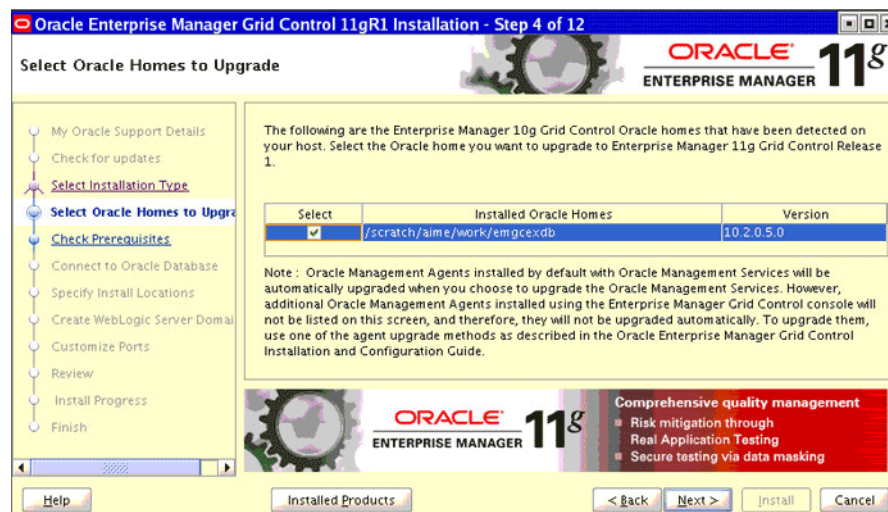 Oracle Enterprise Manager Grid Control 11gR1 Installation - Step 4 of 12
Select Oracle Homes to Upgrade
ORACLE
ENTERPRISE MANAGER 11g
My Oracle Support Details
Check for updates
Select Installation Type
Select Oracle Homes to Upgra
Check Prerequisites
Connect to Oracle Database
Specify Install Locations
Create WebLogic Server Domai
Customize Ports
Review
Install Progress
Finish
The following are the Enterprise Manager 10g Grid Control Oracle homes that have been detected on
your host. Select the Oracle home you want to upgrade to Enterprise Manager 11g Grid Control Release
1.
Select Installed Oracle Homes Version
/scratch/aime/work/emgcexdb 10.2.0.5.0
Note : Oracle Management Agents installed by default with Oracle Management Services will be
automatically upgraded when you choose to upgrade the Oracle Management Services. However,
additional Oracle Management Agents installed using the Enterprise Manager Grid Control console will
not be listed on this screen, and therefore, they will not be upgraded automatically. To upgrade them,
use one of the agent upgrade methods as described in the Oracle Enterprise Manager Grid Control
Installation and Configuration Guide.
ORACLE
ENTERPRISE MANAGER 11g
Comprehensive quality management
Risk mitigation through
Real Application Testing
Secure testing via data masking
Help Installed Products < Back Next > Install Cancel